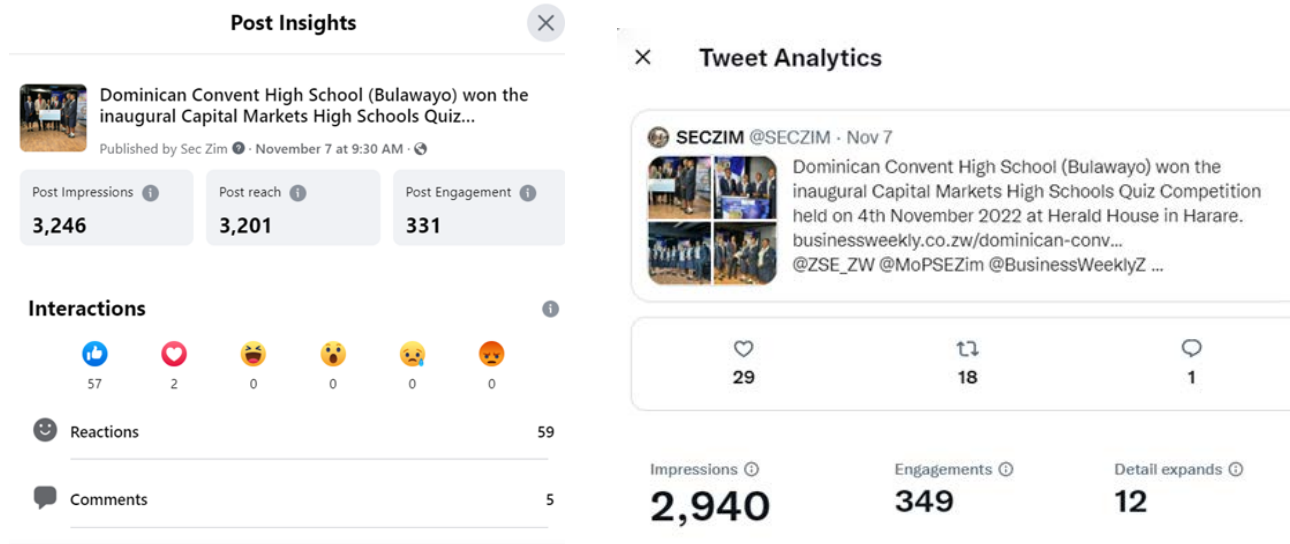 Post Insights
Dominican Convent High School (Bulawayo) won the
inaugural Capital Markets High Schools Quiz...
Published by Sec Zim · November 7 at 9:30 AM ·
Post Impressions
3,246
Post reach
3,201
Post Engagement
331
Interactions
57 2 0 0 0 0
Reactions 59
Comments 5
Tweet Analytics
SECZIM @SECZIM · Nov 7
Dominican Convent High School (Bulawayo) won the
inaugural Capital Markets High Schools Quiz Competition
held on 4th November 2022 at Herald House in Harare.
businessweekly.co.zw/dominican-conv...
@ZSE_ZW @MoPSEZim @BusinessWeeklyZ ...
29 18 1
Impressions Engagements Detail expands
2,940 349 12